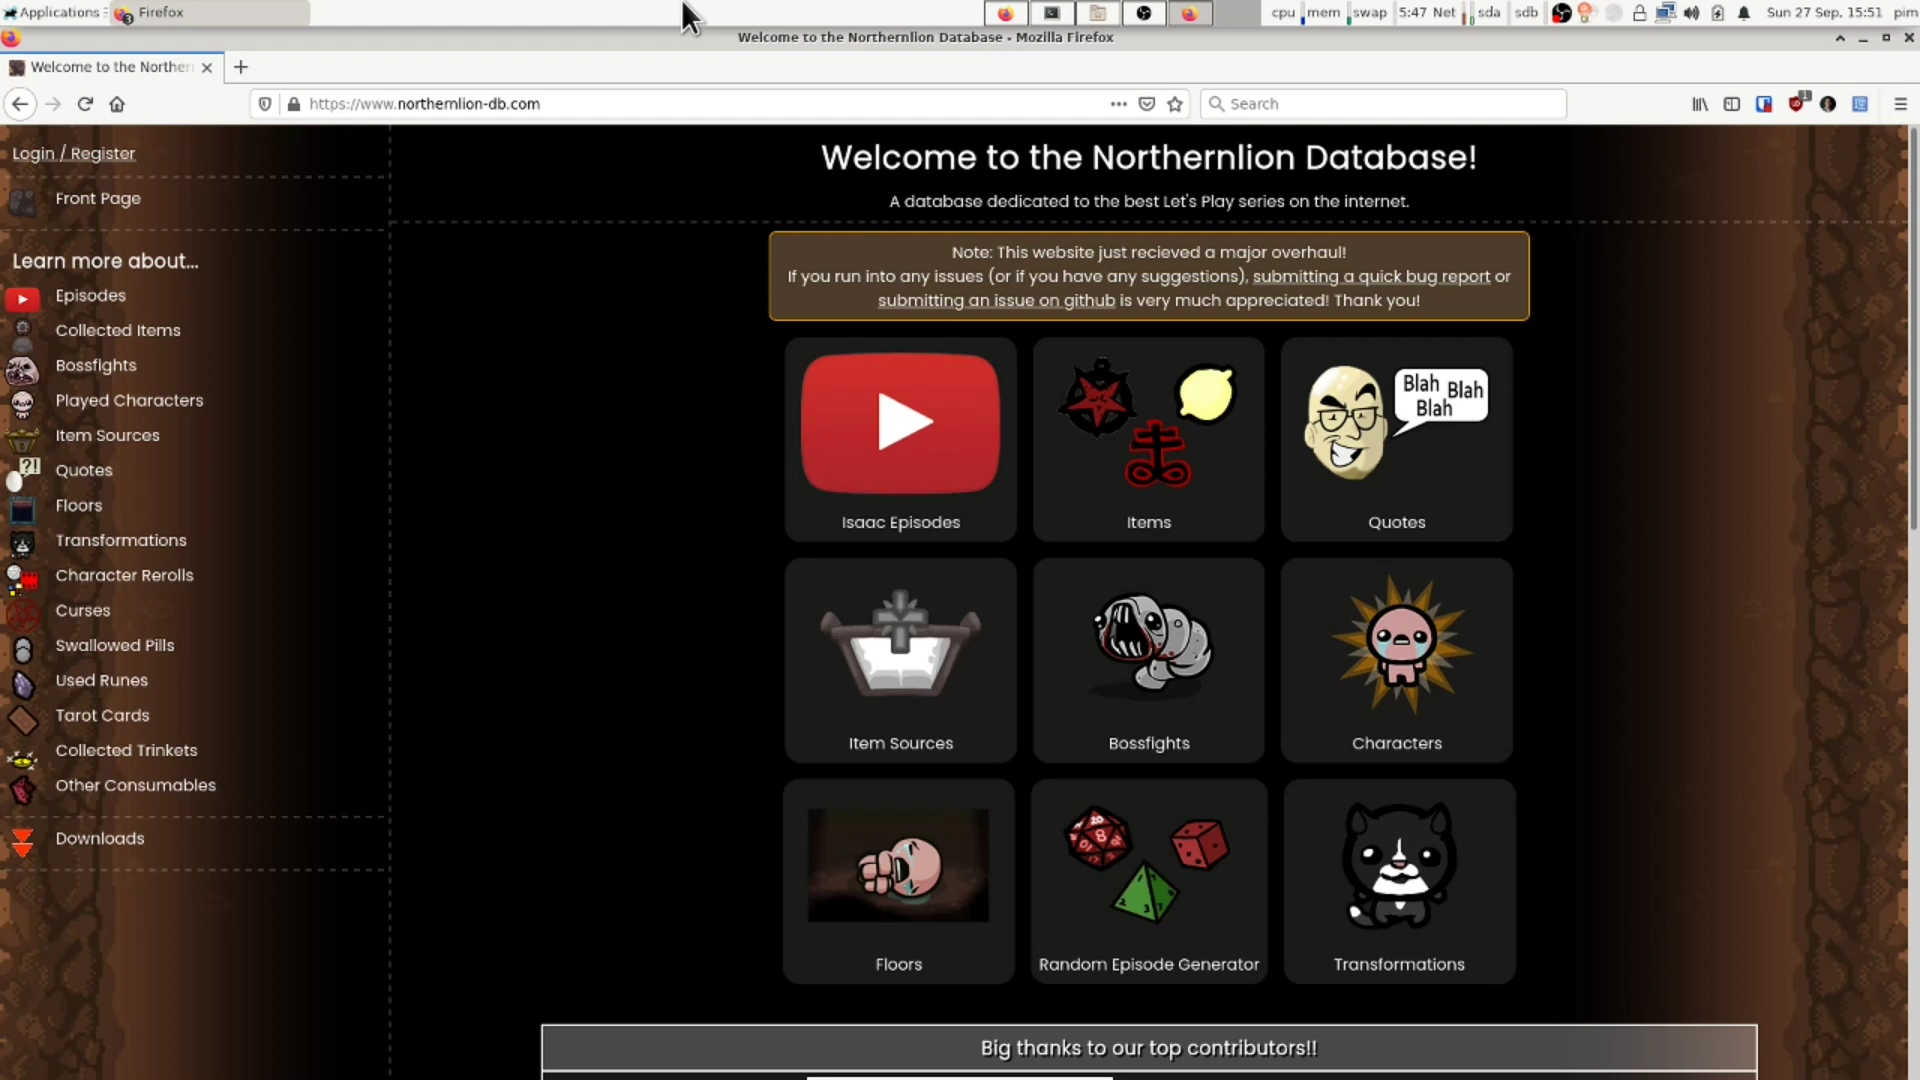 Applications
Firefox
cpu mem swap 5:47 Net sda sdb
Sun 27 Sep, 15:51 pim
Welcome to the Northernlion Database - Mozilla Firefox
Welcome to the Norther
https://www.northernlion-db.com
Search
Login / Register
Front Page
Learn more about...
Episodes
Collected Items
Bossfights
Played Characters
Item Sources
Quotes
Floors
Transformations
Character Rerolls
Curses
Swallowed Pills
Used Runes
Tarot Cards
Collected Trinkets
Other Consumables
Downloads
Welcome to the Northernlion Database!
A database dedicated to the best Let's Play series on the internet.
Note: This website just recieved a major overhaul!
If you run into any issues (or if you have any suggestions), submitting a quick bug report or
submitting an issue on github is very much appreciated! Thank you!
Blah Blah
Blah
Isaac Episodes
Items
Quotes
Item Sources
Bossfights
Characters
Floors
Random Episode Generator
Transformations
Big thanks to our top contributors!!